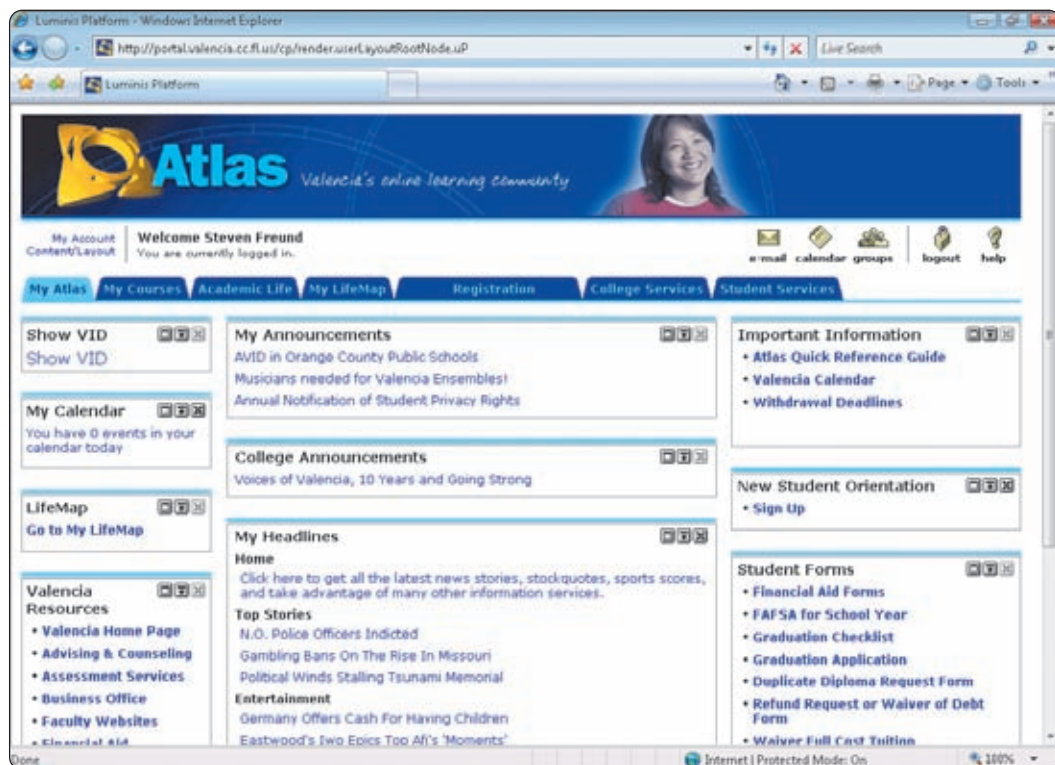 Luminis Platform - Windows Internet Explorer
http://portal.valencia.cc.fl.us/cp/render.userLayoutRootNode.uP
Live Search
Luminis Platform
Page
Tools
Atlas Valencia's online learning community
My Account
Content/Layout
Welcome Steven Freund
You are currently logged in.
e-mail calendar groups logout help
My Atlas My Courses Academic Life My LifeMap Registration College Services Student Services
Show VID
Show VID
My Calendar
You have 0 events in your
calendar today
LifeMap
Go to My LifeMap
Valencia
Resources
• Valencia Home Page
• Advising & Counseling
• Assessment Services
• Business Office
• Faculty Websites
• Financial Aid
My Announcements
AVID in Orange County Public Schools
Musicians needed for Valencia Ensembles!
Annual Notification of Student Privacy Rights
College Announcements
Voices of Valencia, 10 Years and Going Strong
My Headlines
Home
Click here to get all the latest news stories, stockquotes, sports scores,
and take advantage of many other information services.
Top Stories
N.O. Police Officers Indicted
Gambling Bans On The Rise In Missouri
Political Winds Stalling Tsunami Memorial
Entertainment
Germany Offers Cash For Having Children
Eastwood's Two Epics Top Afi's 'Moments'
Important Information
• Atlas Quick Reference Guide
• Valencia Calendar
• Withdrawal Deadlines
New Student Orientation
• Sign Up
Student Forms
• Financial Aid Forms
• FAFSA for School Year
• Graduation Checklist
• Graduation Application
• Duplicate Diploma Request Form
• Refund Request or Waiver of Debt
Form
• Waiver Full Cost Tuition
Done
Internet | Protected Mode: On
100%